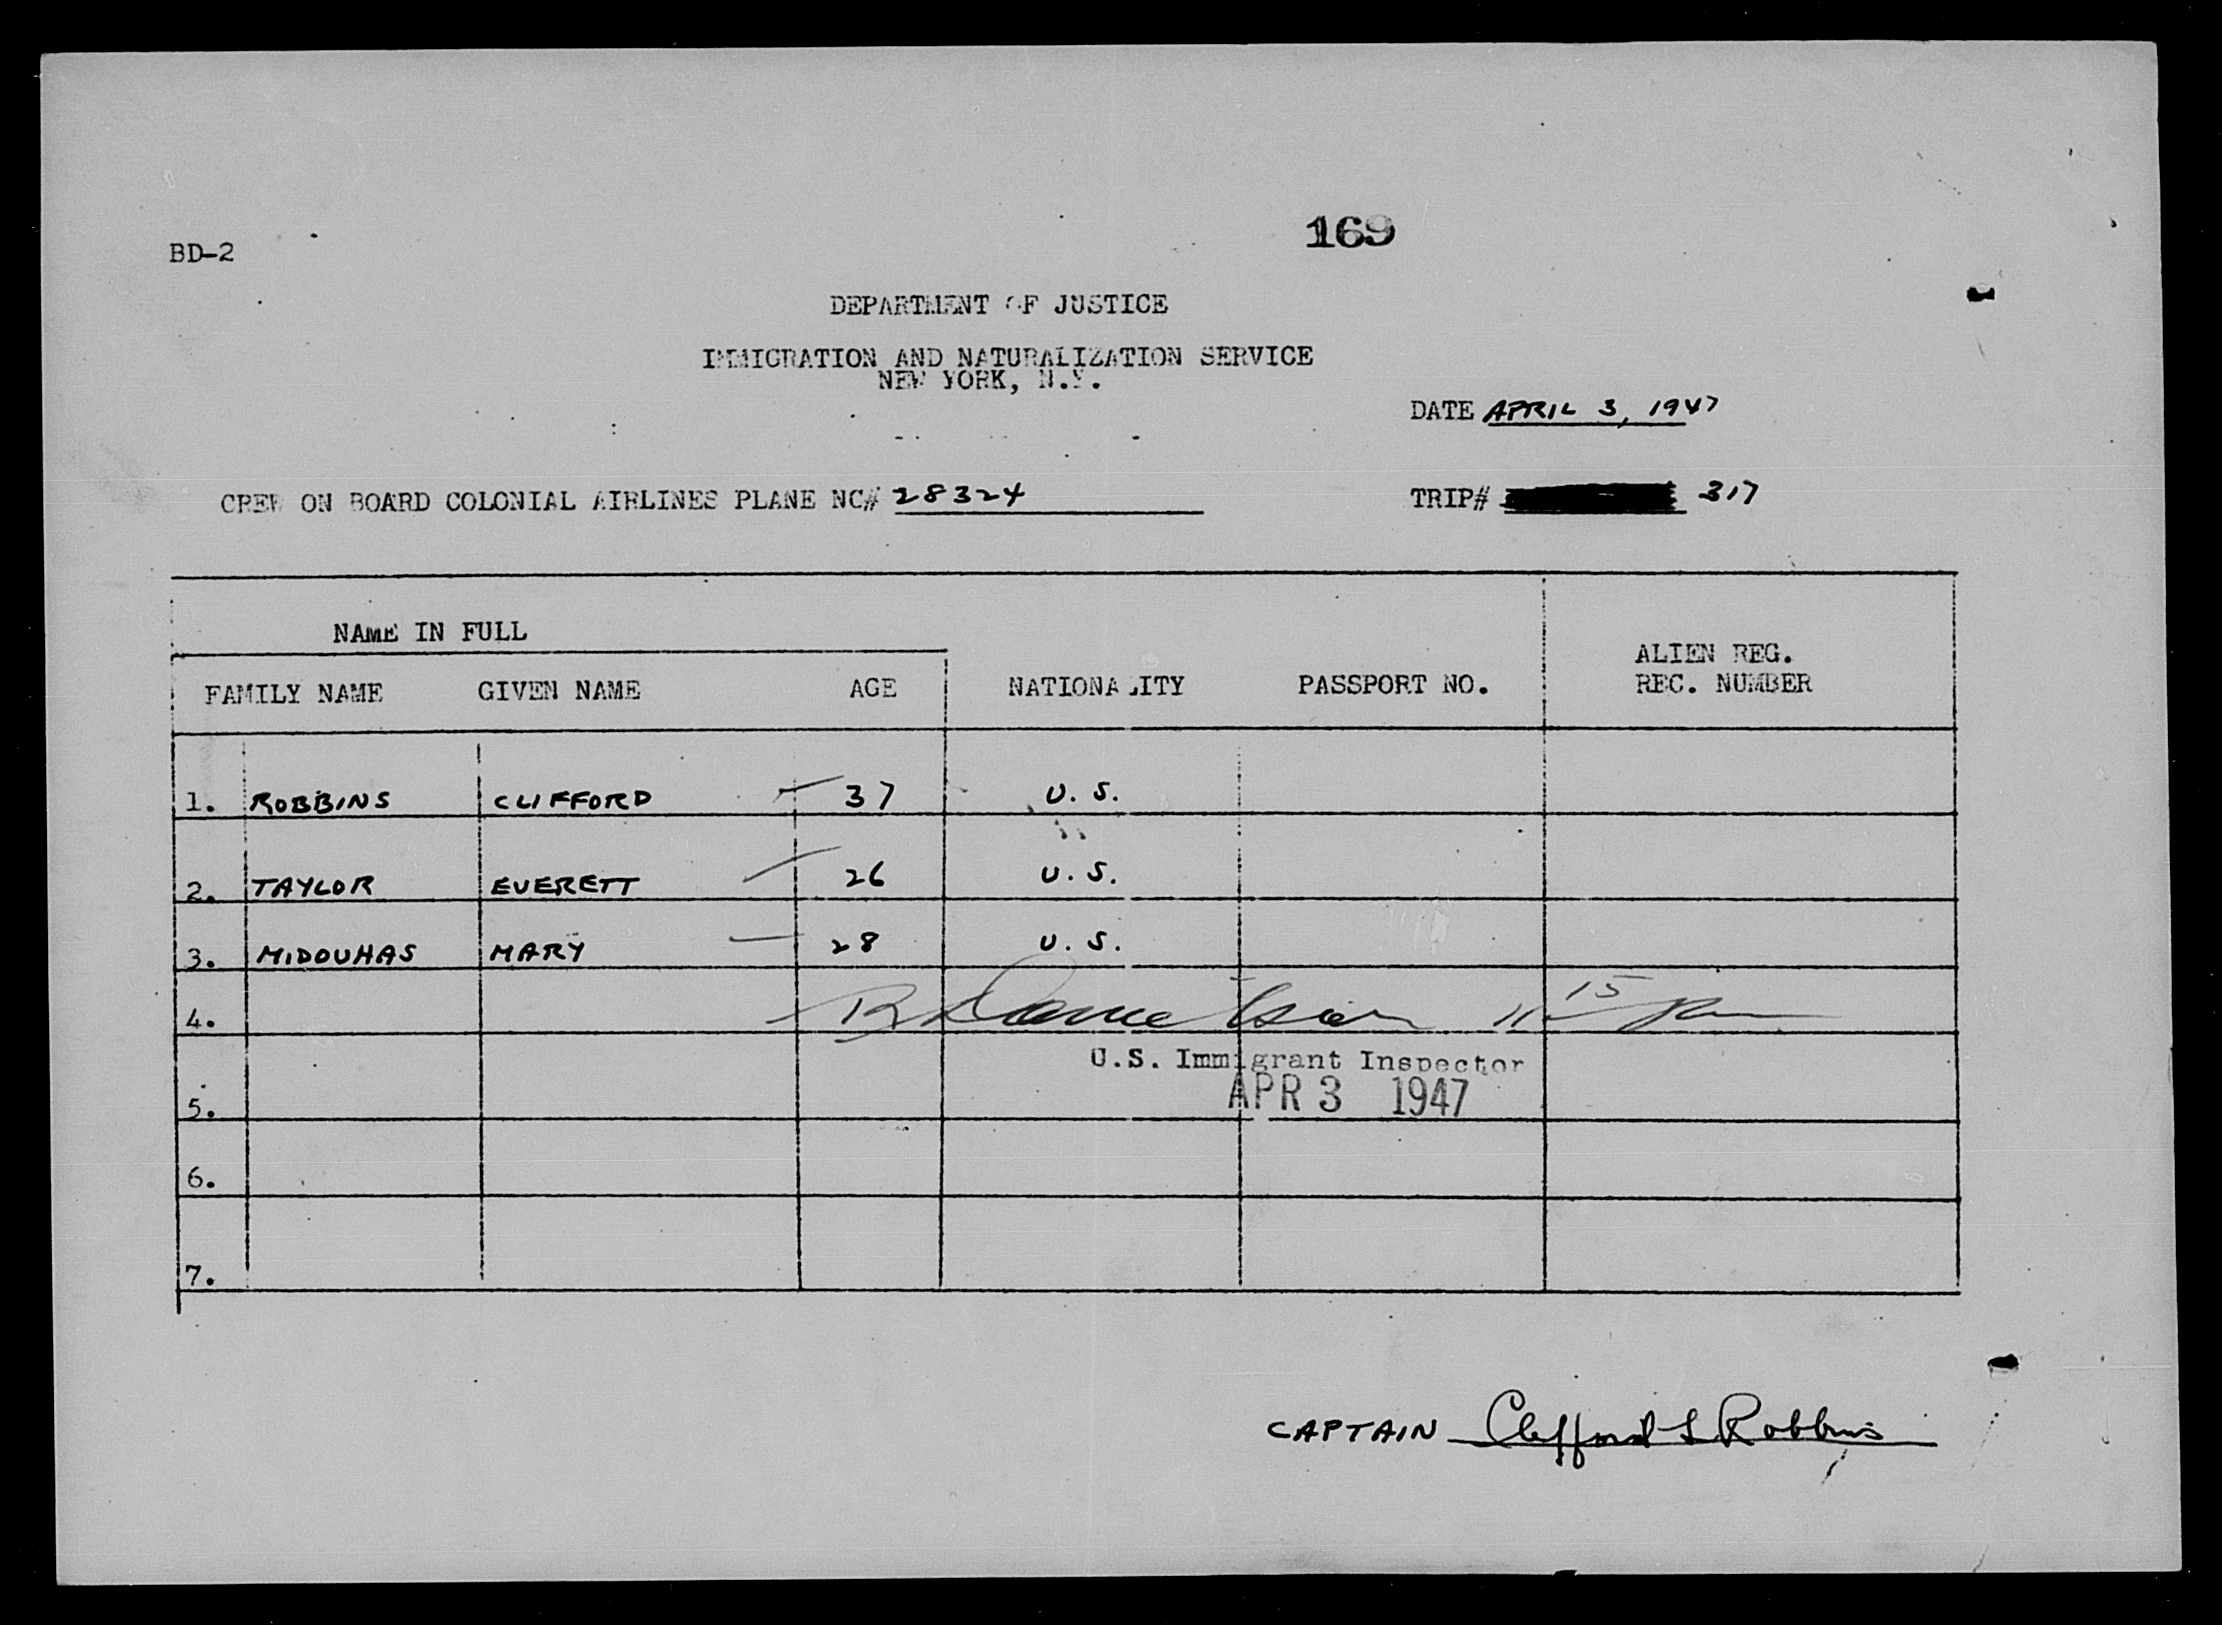 169
BD-2
DEPARTMENT OF JUSTICE
IMMIGRATION AND NATURALIZATION SERVICE
NEW YORK, N.Y.
DATE APRIL 3, 1947
CREW ON BOARD COLONIAL AIRLINES PLANE NC# 28324 TRIP# 317
NAME IN FULL
FAMILY NAME GIVEN NAME AGE NATIONALITY PASSPORT NO. ALIEN REG. REC. NUMBER
1. ROBBINS CLIFFORD 37 U.S.
2. TAYLOR EVERETT 26 U.S.
3. MIDOUHAS MARY 28 U.S.
4. 11 15 pm
U.S. Immigrant Inspector
APR 3 1947
5.
6.
7.
CAPTAIN Clifford L Robbins